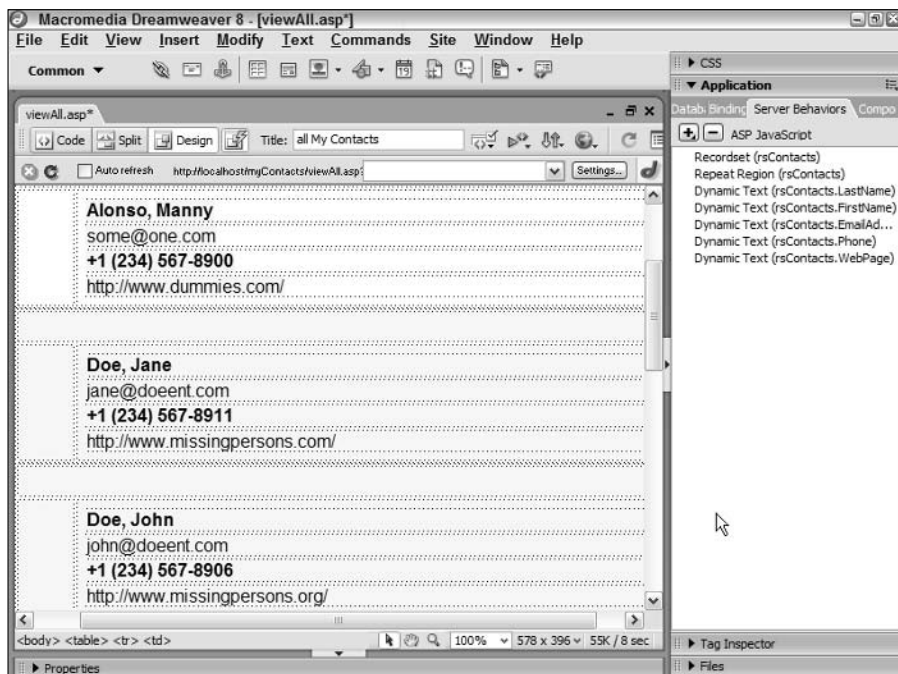 Macromedia Dreamweaver 8 - [viewAll.asp*]
File Edit View Insert Modify Text Commands Site Window Help
Common
viewAll.asp*
Code Split Design Title: all My Contacts
Auto refresh http://localhost/myContacts/viewAll.asp? Settings...
Alonso, Manny
some@one.com
+1 (234) 567-8900
http://www.dummies.com/
Doe, Jane
jane@doeent.com
+1 (234) 567-8911
http://www.missingpersons.com/
Doe, John
john@doeent.com
+1 (234) 567-8906
http://www.missingpersons.org/
<body> <table> <tr> <td> 100% 578 x 396 55K / 8 sec
Properties
CSS
Application
Datab Binding Server Behaviors Compo
ASP JavaScript
Recordset (rsContacts)
Repeat Region (rsContacts)
Dynamic Text (rsContacts.LastName)
Dynamic Text (rsContacts.FirstName)
Dynamic Text (rsContacts.EmailAd...
Dynamic Text (rsContacts.Phone)
Dynamic Text (rsContacts.WebPage)
Tag Inspector
Files